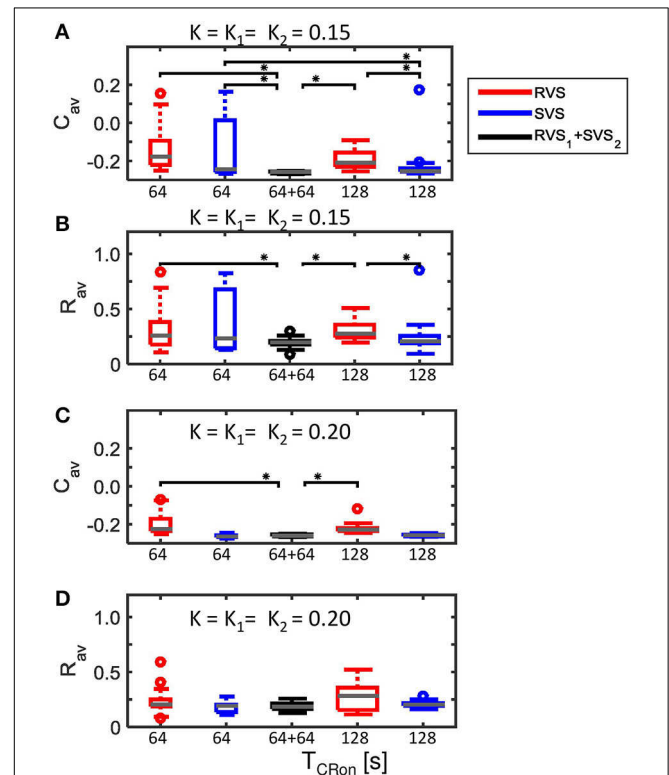 A
K = K₁= K₂ = 0.15
* * * * *
RVS
SVS
RVS₁+SVS₂
C_av
0.2
0.0
-0.2
64 64 64+64 128 128
B
K = K₁= K₂ = 0.15
* * *
R_av
1.0
0.5
0
64 64 64+64 128 128
C
K = K₁= K₂ = 0.20
* *
C_av
0.2
0.0
-0.2
64 64 64+64 128 128
D
K = K₁= K₂ = 0.20
R_av
1.0
0.5
0
64 64 64+64 128 128
T_CRon [s]